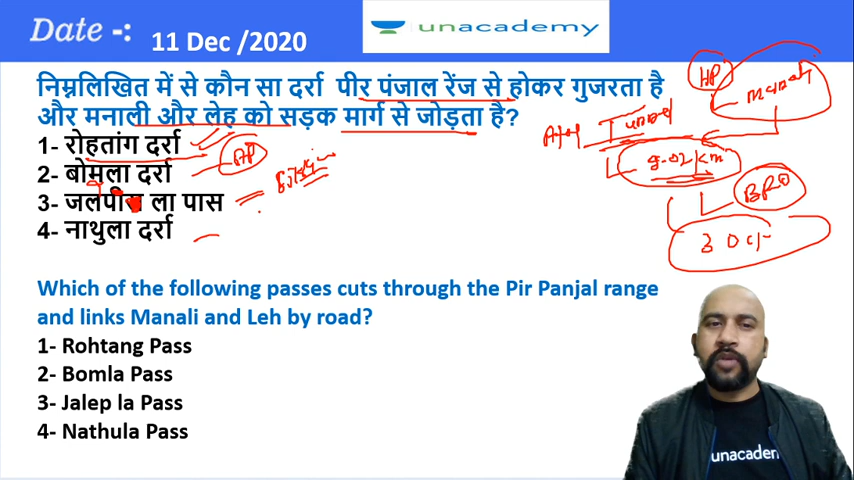 Date -:
11 Dec /2020
unacademy
निम्नलिखित में से कौन सा दर्रा पीर पंजाल रेंज से होकर गुजरता है
और मनाली और लेह को सड़क मार्ग से जोड़ता है?
1- रोहतांग दर्रा
2- बोमला दर्रा
3- जलपीस ला पास
4- नाथुला दर्रा
AP
HP
Manali
Atal Tunnel
9.02 Km
BRO
Which of the following passes cuts through the Pir Panjal range
and links Manali and Leh by road?
1- Rohtang Pass
2- Bomla Pass
3- Jalep la Pass
4- Nathula Pass
unacadem